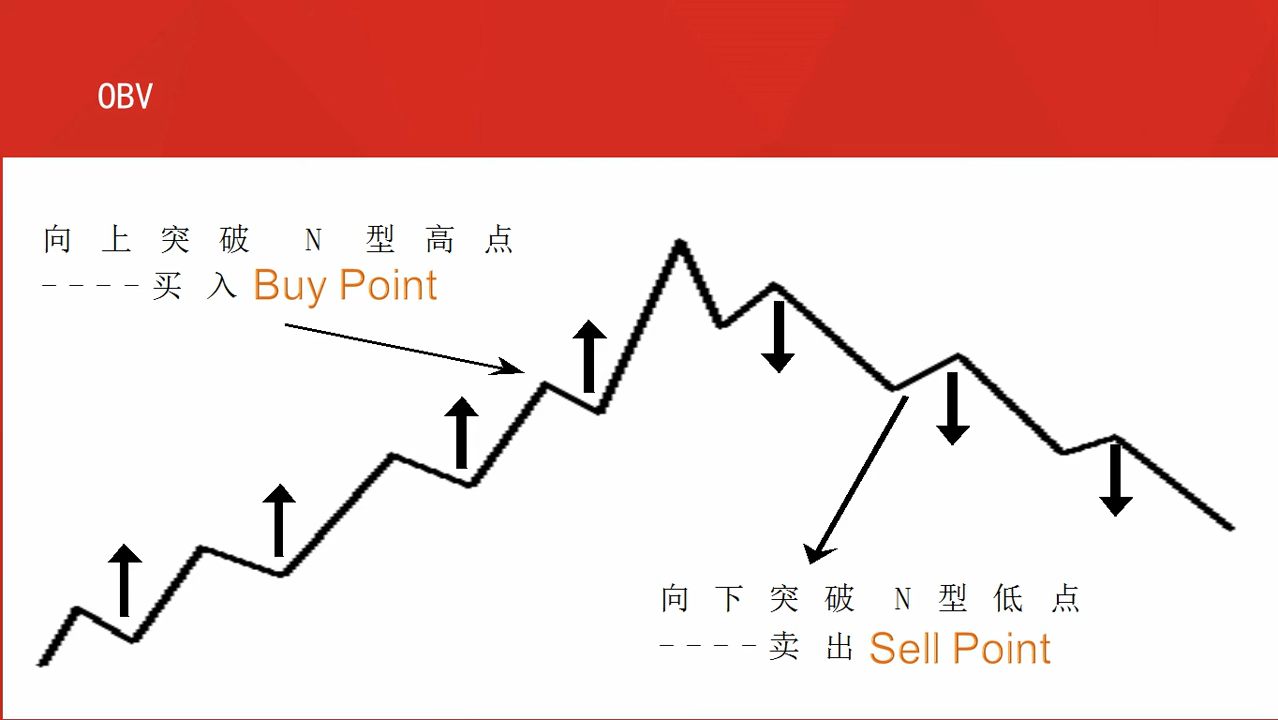 OBV
向上突破 N 型高点
----买入 Buy Point
向下突破 N 型低点
----卖出 Sell Point